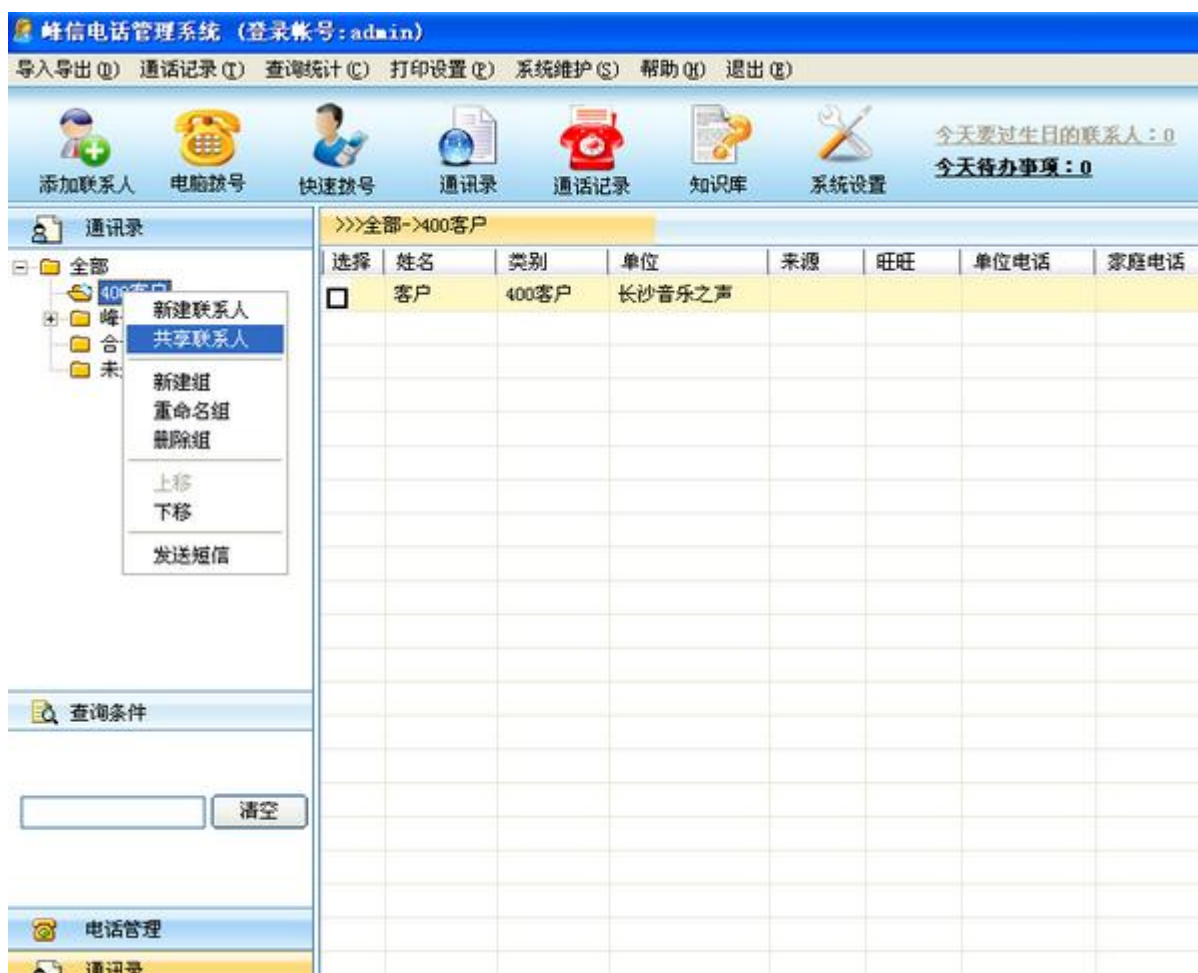 峰信电话管理系统 (登录帐号:admin)
导入导出(D) 通话记录(T) 查询统计(C) 打印设置(P) 系统维护(S) 帮助(H) 退出(E)
添加联系人 电脑拨号 快速拨号 通讯录 通话记录 知识库 系统设置
今天要过生日的联系人:0
今天待办事项:0
通讯录
>>>全部->400客户
全部
选择 姓名 类别 单位 来源 旺旺 单位电话 家庭电话
客户 400客户 长沙音乐之声
400客户
峰
合
未
新建联系人
共享联系人
新建组
重命名组
删除组
上移
下移
发送短信
查询条件
清空
电话管理
通讯录